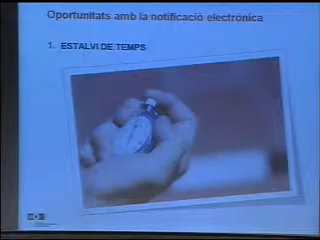 Oportunitats amb la notificació electrònica
1. ESTALVI DE TEMPS